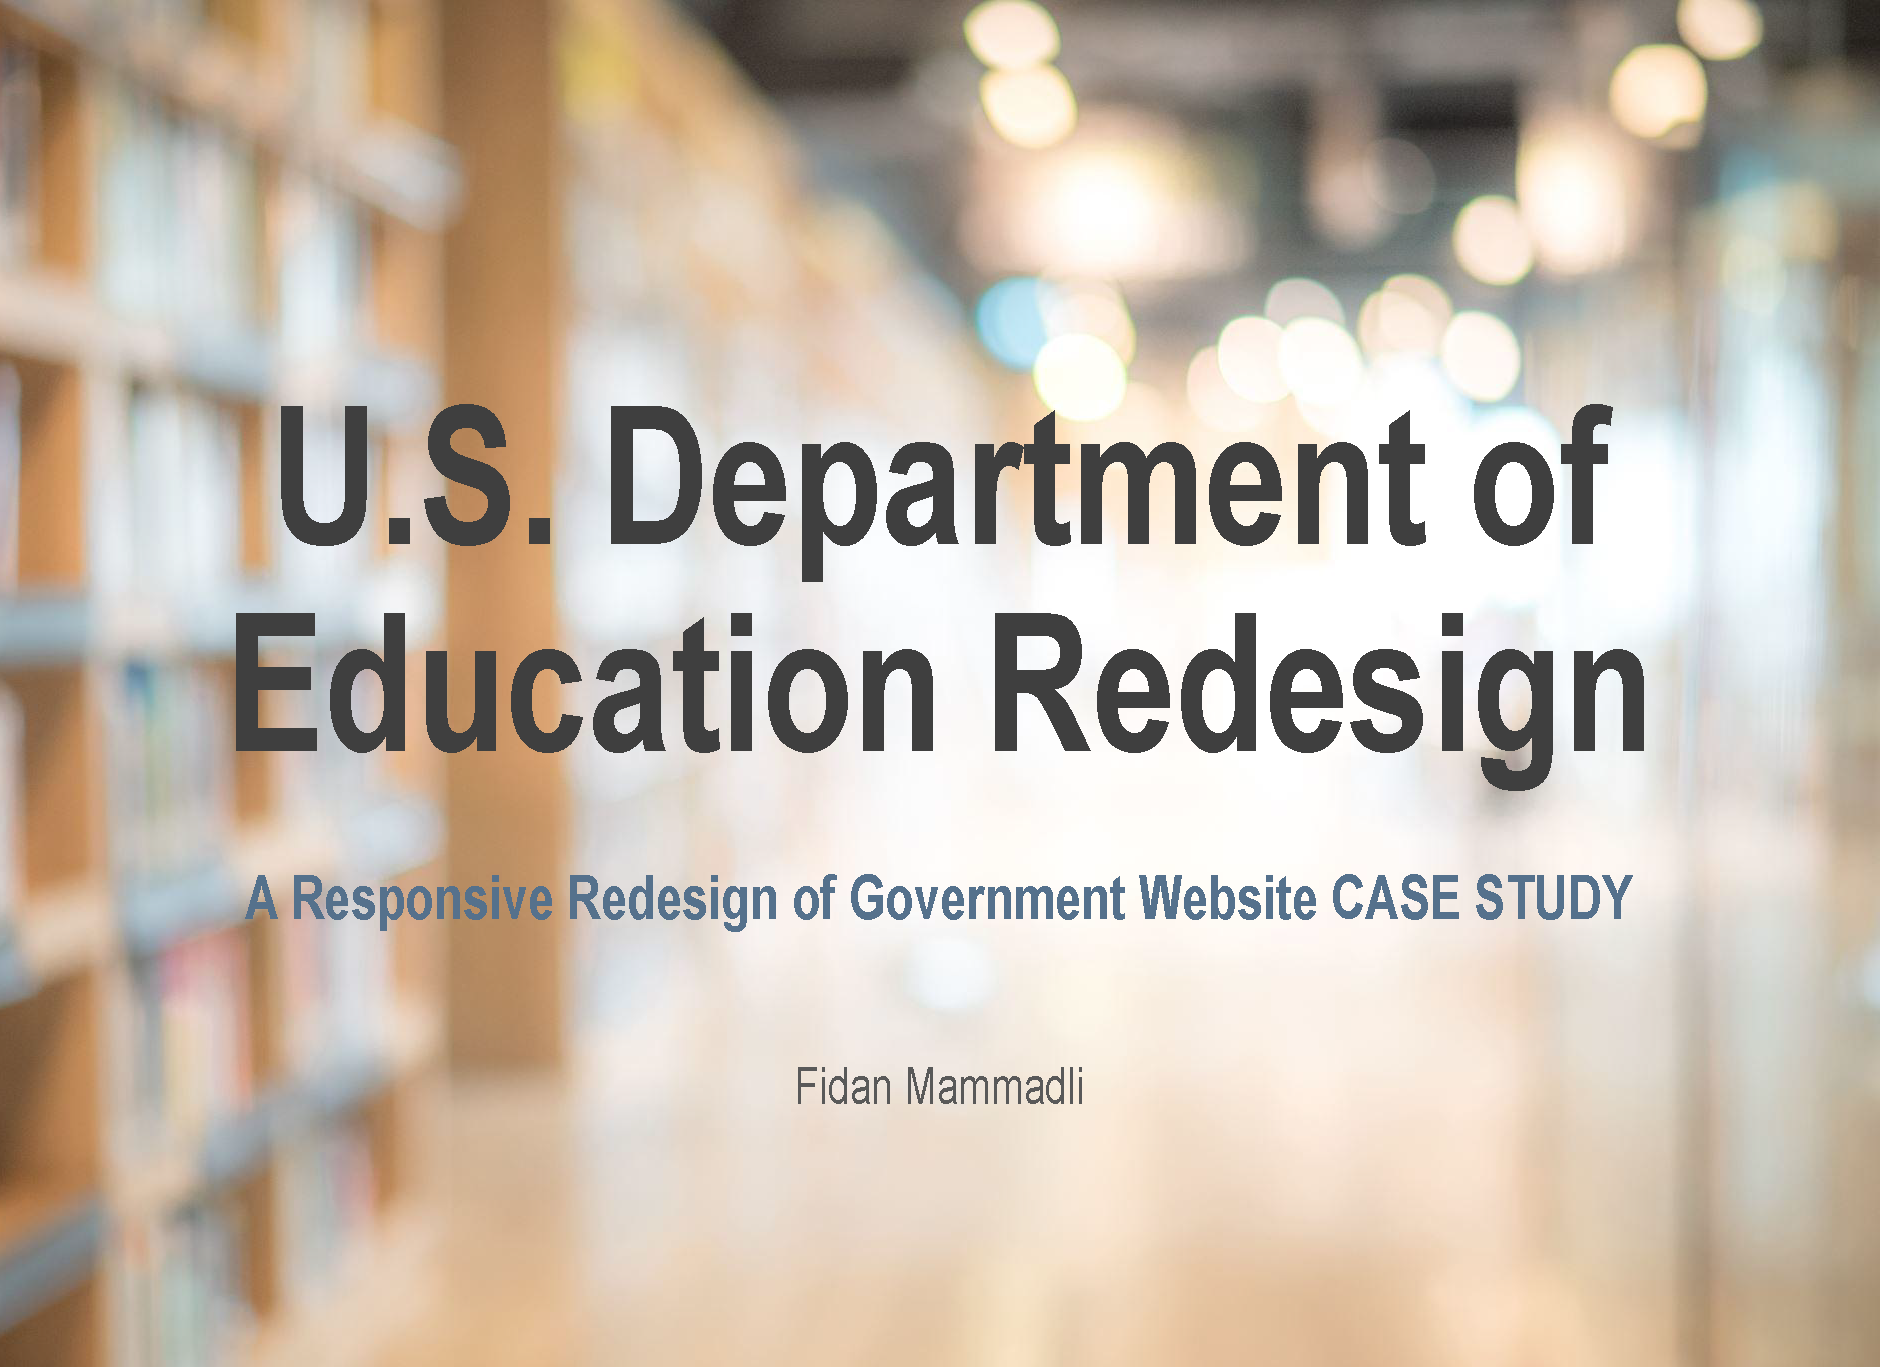 U.S. Department of
Education Redesign
A Responsive Redesign of Government Website CASE STUDY
Fidan Mammadli